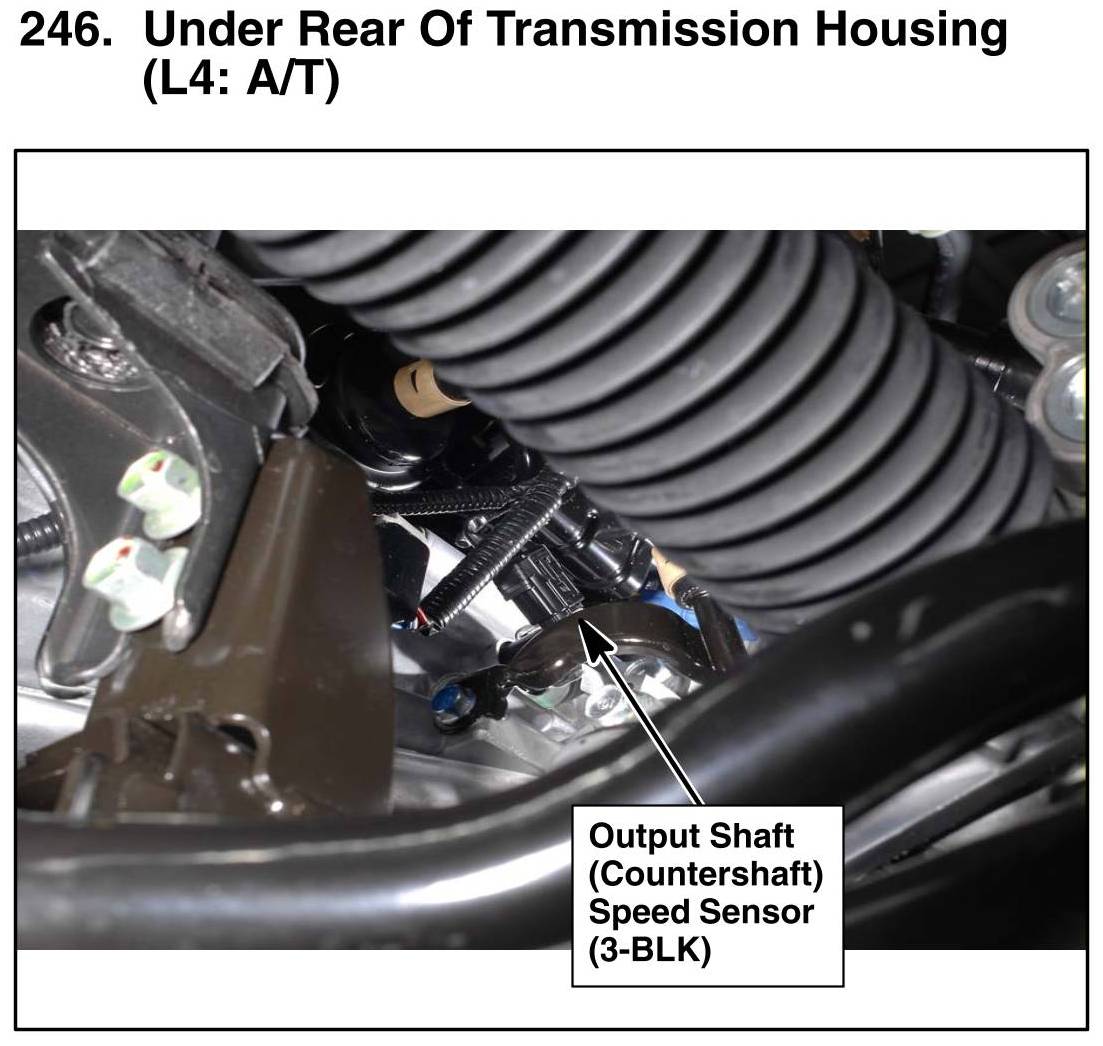 246. Under Rear Of Transmission Housing
(L4: A/T)
Output Shaft
(Countershaft)
Speed Sensor
(3-BLK)